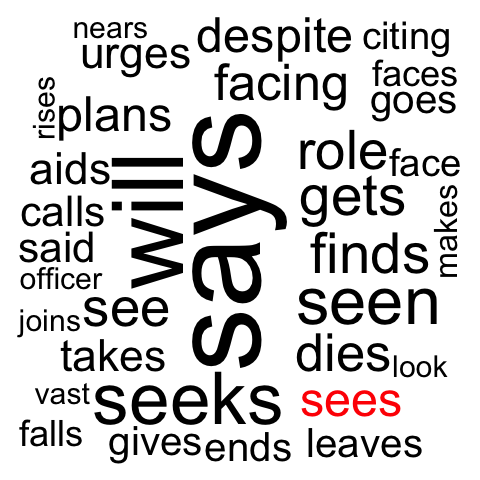 nears
urges
despite
citing
facing
faces
goes
rises
plans
aids
will
says
role
face
calls
gets
makes
said
finds
officer
see
seen
joins
takes
dies
look
vast
seeks
sees
falls
gives
ends
leaves